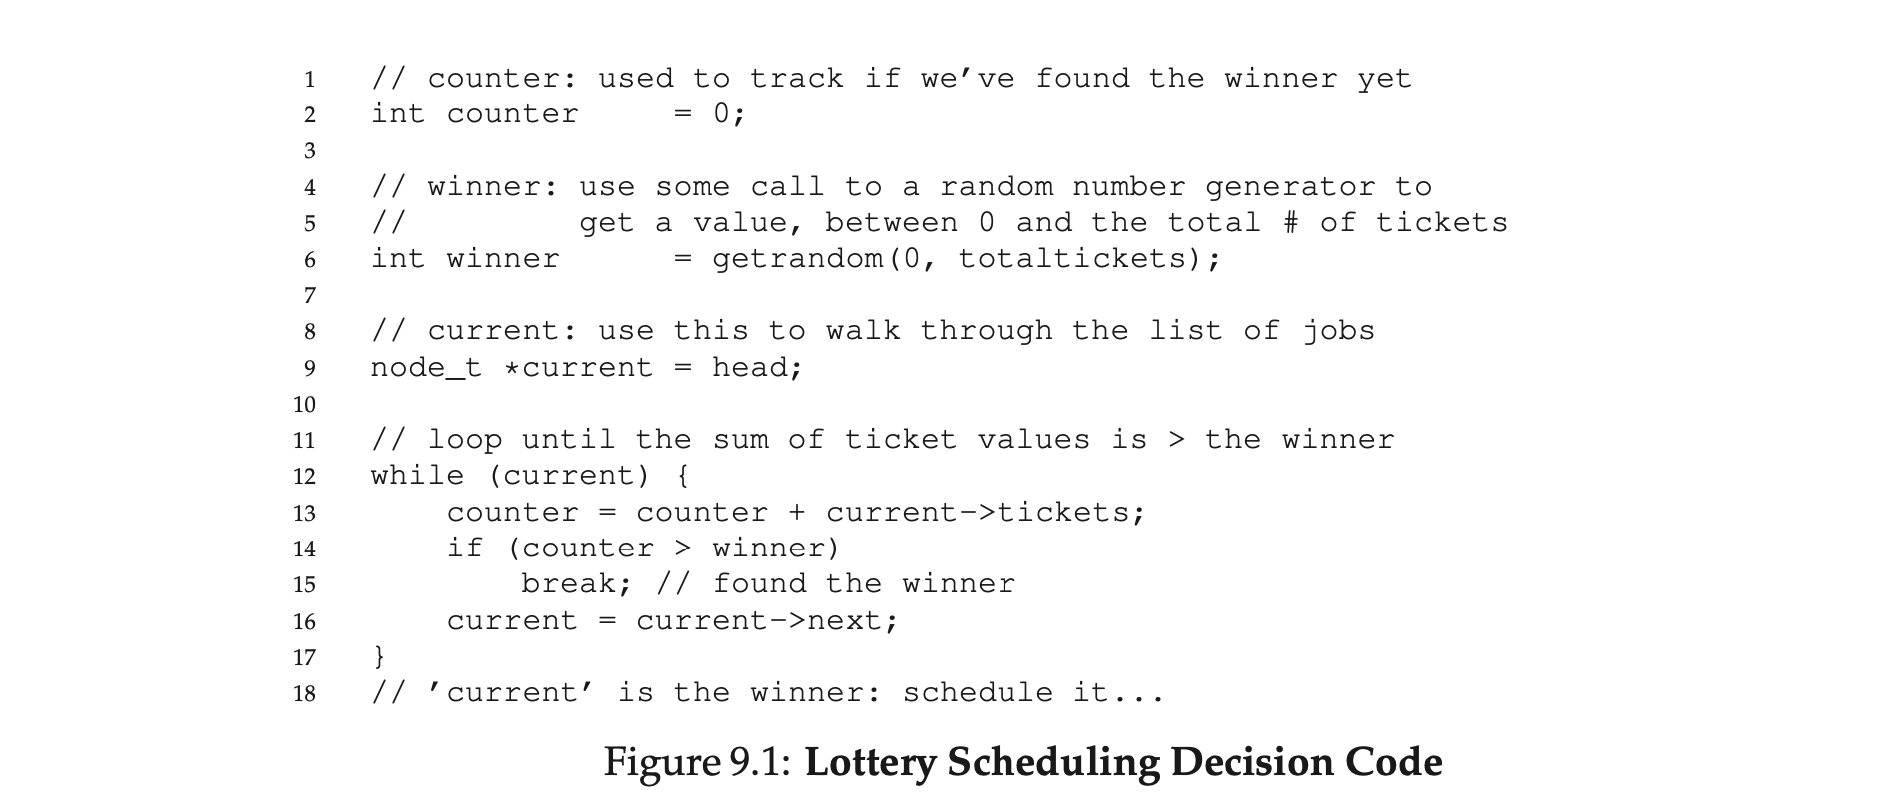 1 // counter: used to track if we’ve found the winner yet
2 int counter     = 0;
3
4 // winner: use some call to a random number generator to
5 //         get a value, between 0 and the total # of tickets
6 int winner      = getrandom(0, totaltickets);
7
8 // current: use this to walk through the list of jobs
9 node_t *current = head;
10
11 // loop until the sum of ticket values is > the winner
12 while (current) {
13     counter = counter + current->tickets;
14     if (counter > winner)
15         break; // found the winner
16     current = current->next;
17 }
18 // ’current’ is the winner: schedule it...
Figure 9.1: Lottery Scheduling Decision Code